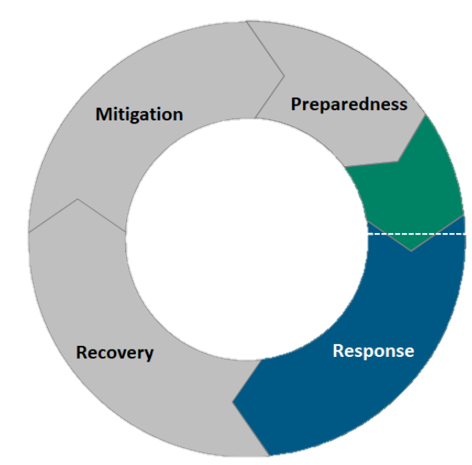 Preparedness
Mitigation
Recovery
Response